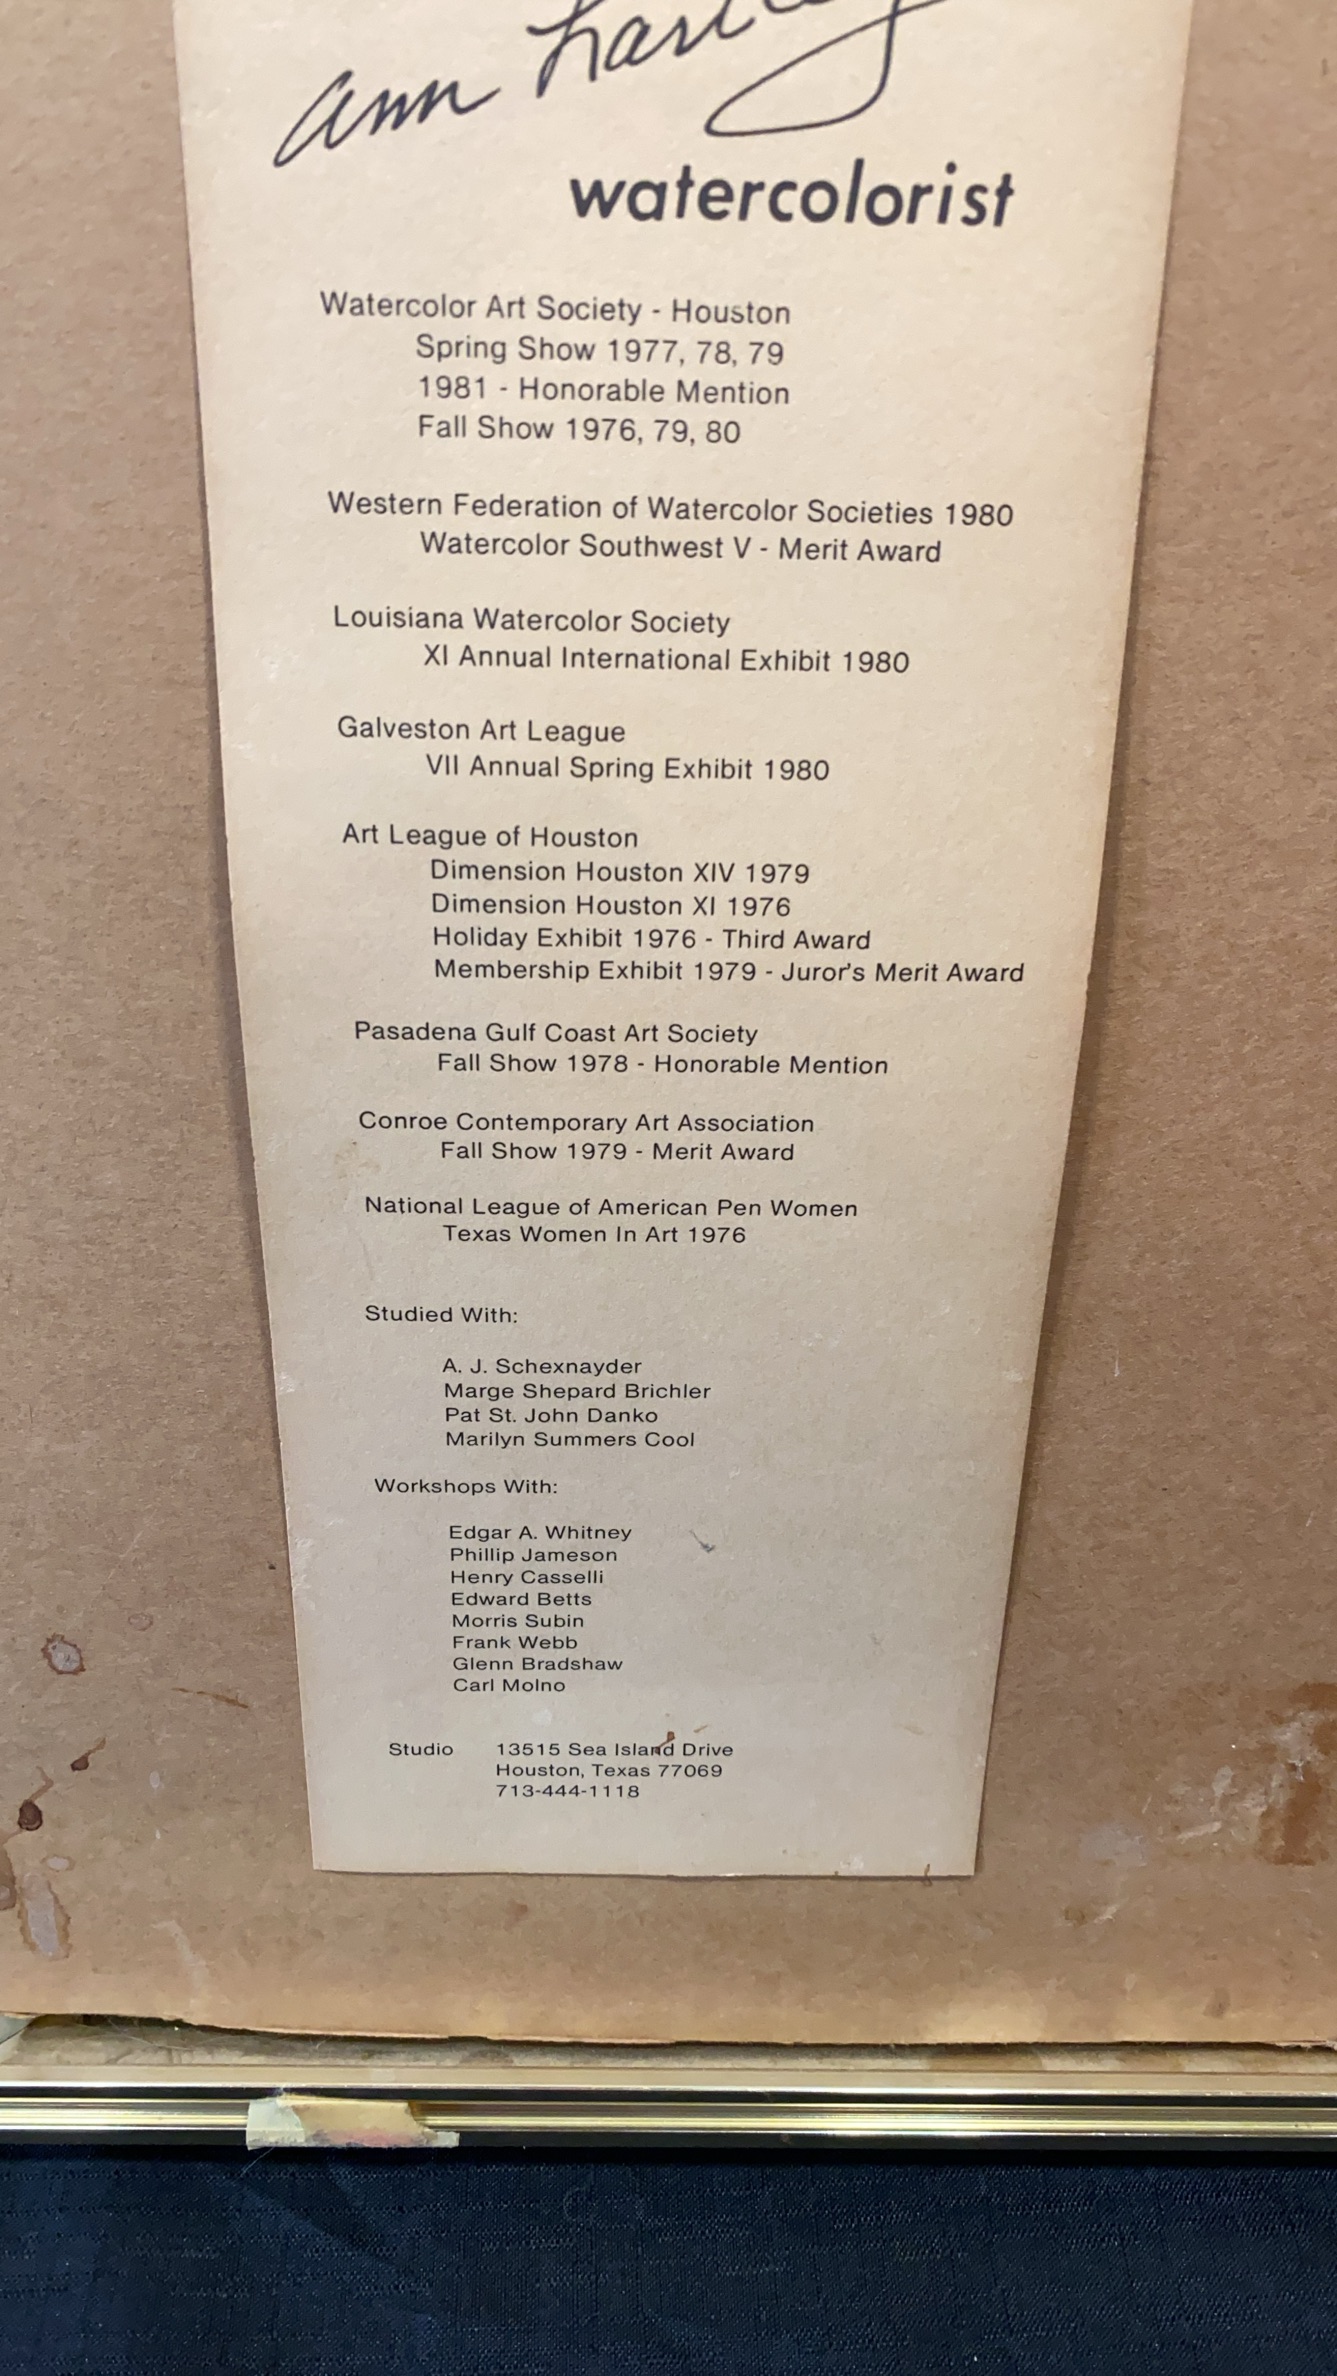 ann Hartley
watercolorist
Watercolor Art Society - Houston
Spring Show 1977, 78, 79
1981 - Honorable Mention
Fall Show 1976, 79, 80
Western Federation of Watercolor Societies 1980
Watercolor Southwest V - Merit Award
Louisiana Watercolor Society
XI Annual International Exhibit 1980
Galveston Art League
VII Annual Spring Exhibit 1980
Art League of Houston
Dimension Houston XIV 1979
Dimension Houston XI 1976
Holiday Exhibit 1976 - Third Award
Membership Exhibit 1979 - Juror's Merit Award
Pasadena Gulf Coast Art Society
Fall Show 1978 - Honorable Mention
Conroe Contemporary Art Association
Fall Show 1979 - Merit Award
National League of American Pen Women
Texas Women In Art 1976
Studied With:
A. J. Schexnayder
Marge Shepard Brichler
Pat St. John Danko
Marilyn Summers Cool
Workshops With:
Edgar A. Whitney
Phillip Jameson
Henry Casselli
Edward Betts
Morris Subin
Frank Webb
Glenn Bradshaw
Carl Molno
Studio 13515 Sea Island Drive
Houston, Texas 77069
713-444-1118